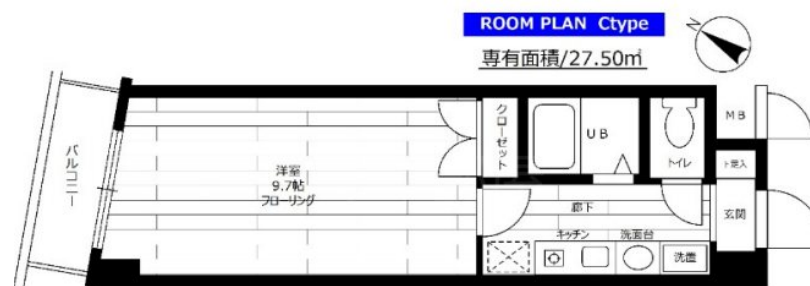 ROOM PLAN Ctype
専有面積/27.50㎡
N
MB
クローゼット
UB
トイレ
下足入
バルコニー
洋室
9.7帖
フローリング
廊下
玄関
キッチン
洗面台
洗置